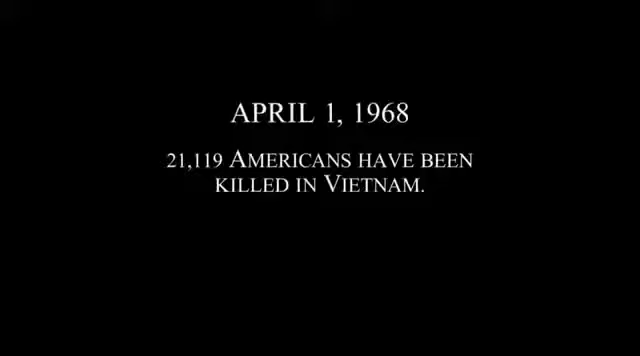 APRIL 1, 1968
21,119 AMERICANS HAVE BEEN
KILLED IN VIETNAM.